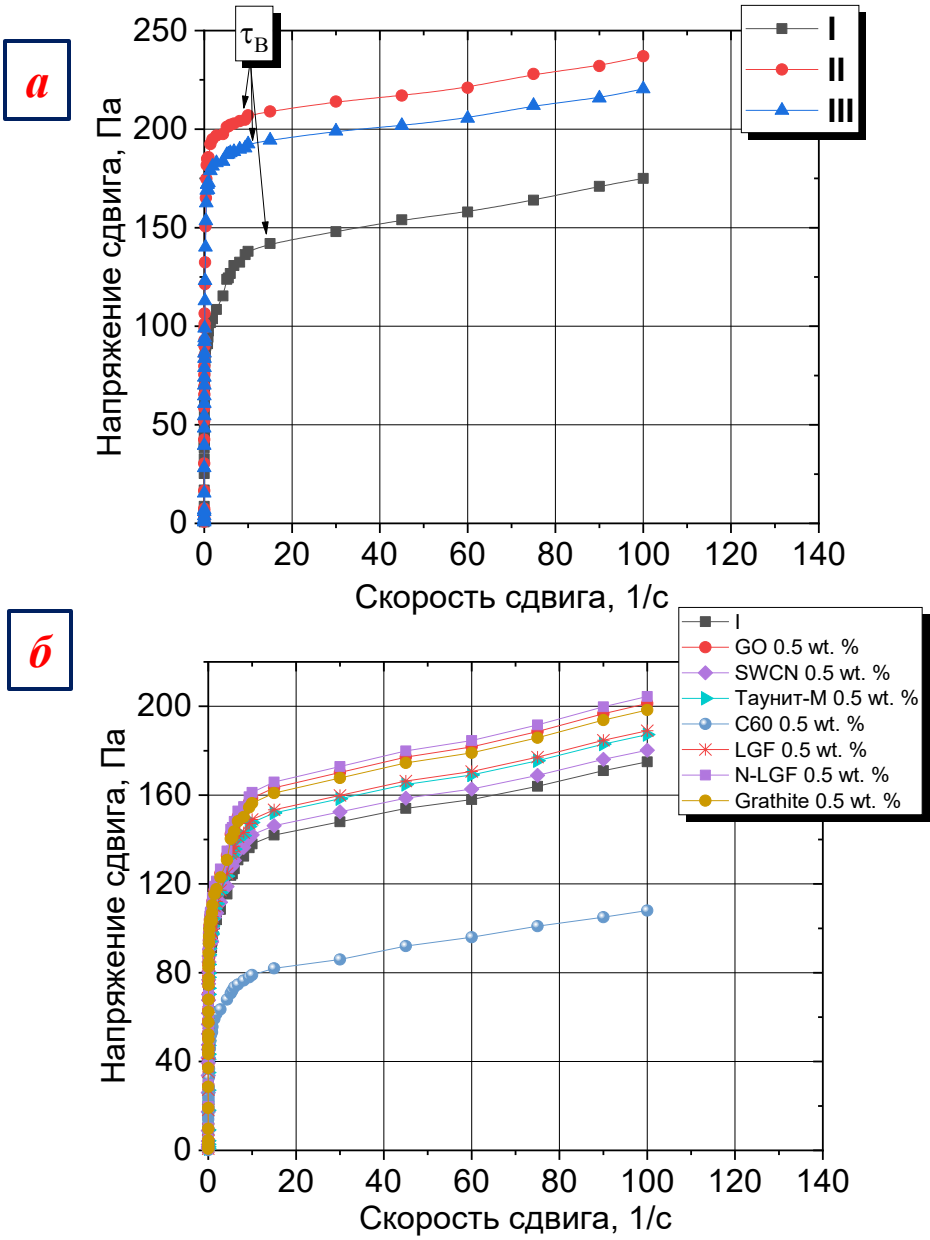 а
τB
I
II
III
Напряжение сдвига, Па
250
200
150
100
50
0
0 20 40 60 80 100 120 140
Скорость сдвига, 1/с
б
I
GO 0.5 wt. %
SWCN 0.5 wt. %
Таунит-М 0.5 wt. %
C60 0.5 wt. %
LGF 0.5 wt. %
N-LGF 0.5 wt. %
Grathite 0.5 wt. %
Напряжение сдвига, Па
200
160
120
80
40
0
0 20 40 60 80 100 120 140
Скорость сдвига, 1/с